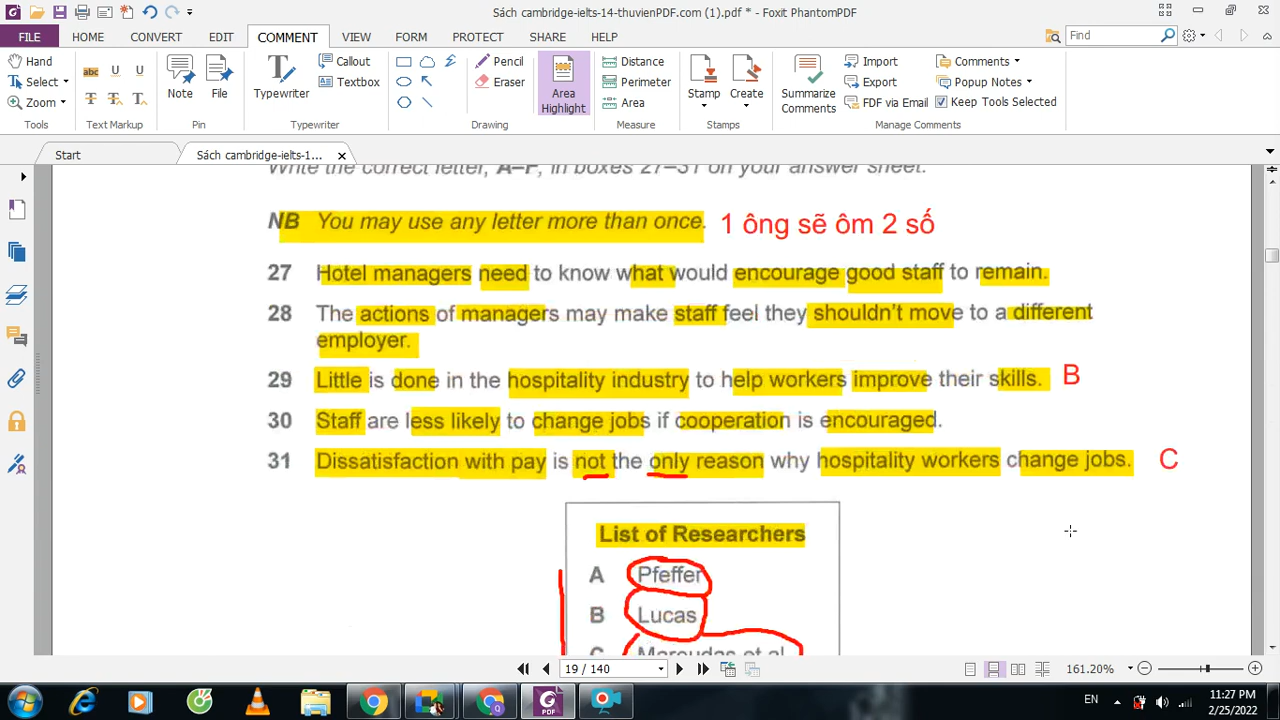 Sách cambridge-ielts-14-thuvienPDF.com (1).pdf * - Foxit PhantomPDF
FILE HOME CONVERT EDIT COMMENT VIEW FORM PROTECT SHARE HELP Find
Hand Select Zoom Tools
Text Markup
Note File Pin
Typewriter Callout Textbox Typewriter
Pencil Eraser Drawing
Area Highlight
Distance Perimeter Area Measure
Stamp Create Stamps
Summarize Comments Import Export FDF via Email Comments Popup Notes Keep Tools Selected Manage Comments
Start Sách cambridge-ielts-1...
Write the correct letter, A–F, in boxes 27–31 on your answer sheet.
NB You may use any letter more than once. 1 ông sẽ ôm 2 số
27 Hotel managers need to know what would encourage good staff to remain.
28 The actions of managers may make staff feel they shouldn't move to a different
employer.
29 Little is done in the hospitality industry to help workers improve their skills. B
30 Staff are less likely to change jobs if cooperation is encouraged.
31 Dissatisfaction with pay is not the only reason why hospitality workers change jobs. C
List of Researchers
A Pfeffer
B Lucas
C Maroudas et al.
19 / 140 161.20%
EN 11:27 PM
2/25/2022